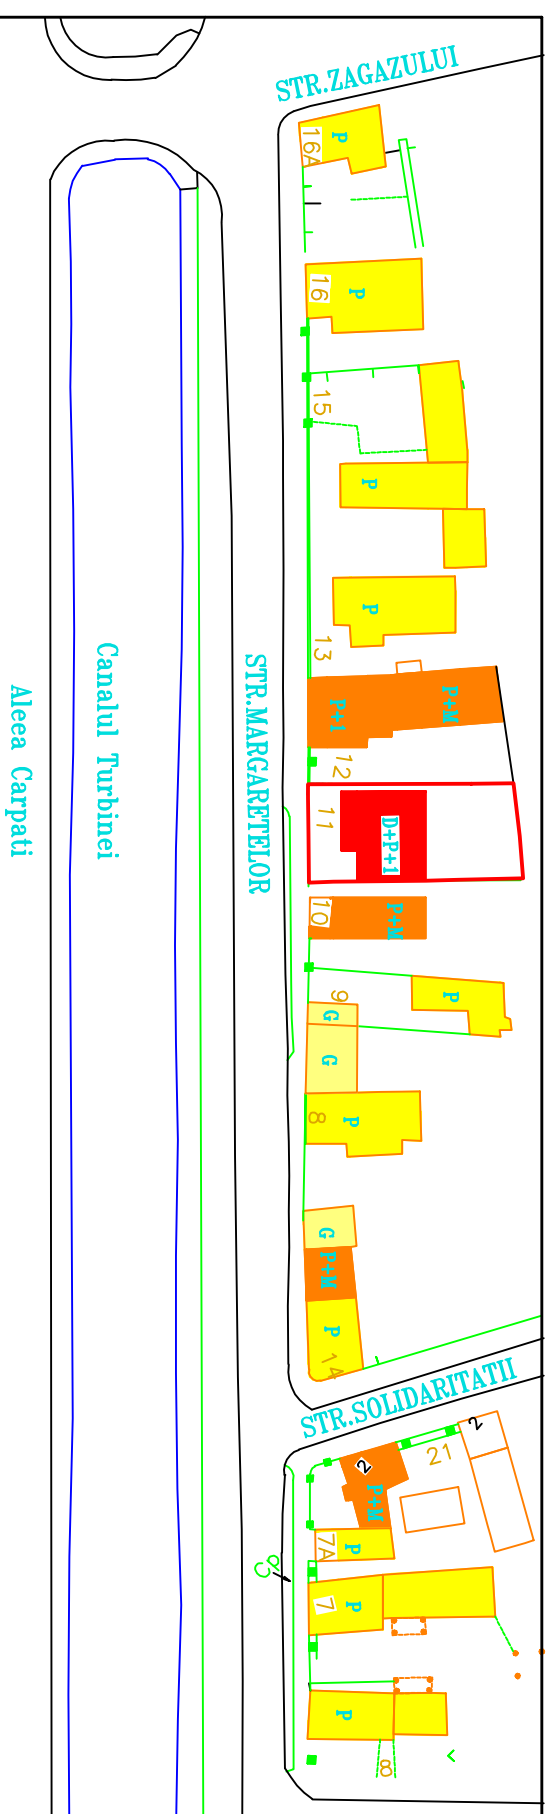 STR.ZAGAZULUI
P
16A
P
16
15
P
P
13
P+M
P+1
12
11
D+P+1
10
P+M
9
P
G
G
8
P
G
P+M
P
14
STR.MARGARETELOR
Canalul Turbinei
Aleea Carpati
STR.SOLIDARITATII
2
21
2
P+M
7A
P
Cp
7
P
P
8